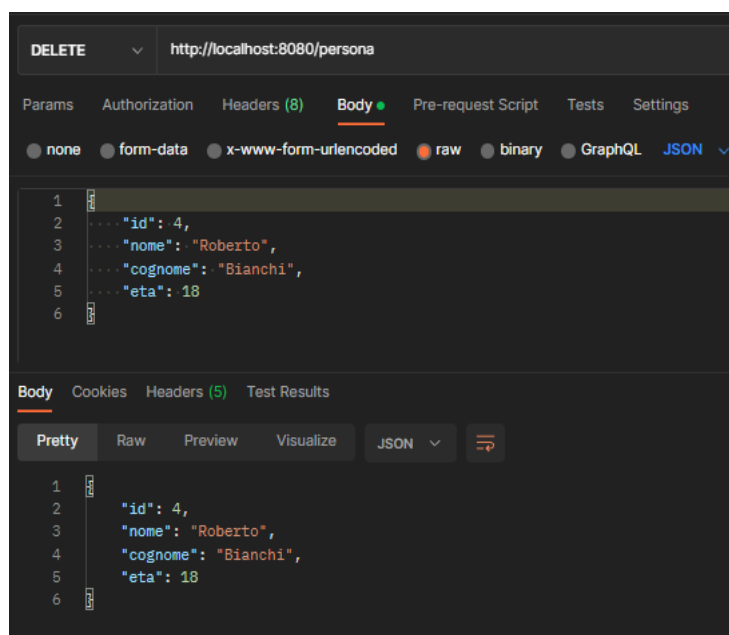 DELETE http://localhost:8080/persona
Params Authorization Headers (8) Body Pre-request Script Tests Settings
none form-data x-www-form-urlencoded raw binary GraphQL JSON
1 {
2 "id": 4,
3 "nome": "Roberto",
4 "cognome": "Bianchi",
5 "eta": 18
6 }
Body Cookies Headers (5) Test Results
Pretty Raw Preview Visualize JSON
1 {
2 "id": 4,
3 "nome": "Roberto",
4 "cognome": "Bianchi",
5 "eta": 18
6 }